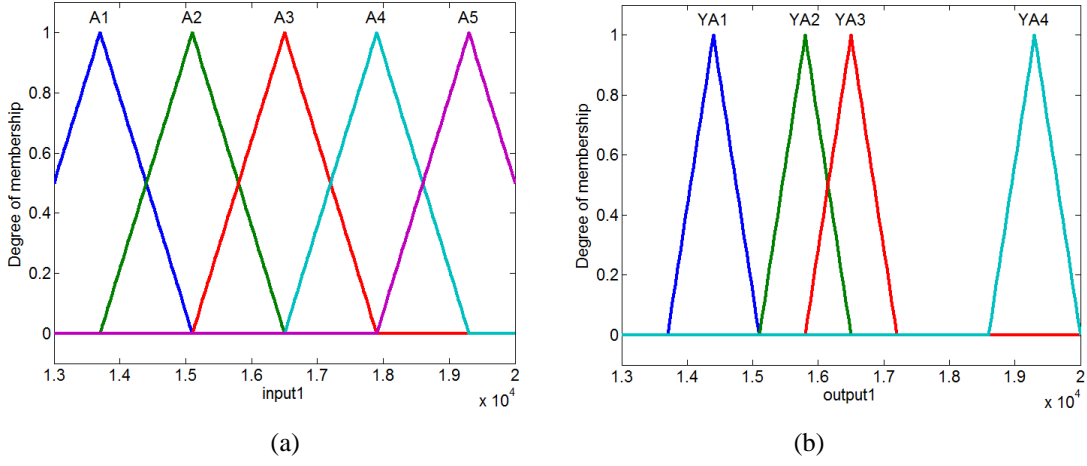 A1 A2 A3 A4 A5
1
0.8
0.6
0.4
0.2
0
Degree of membership
1.3 1.4 1.5 1.6 1.7 1.8 1.9 2
input1
x 10^4
(a)
YA1 YA2 YA3 YA4
1
0.8
0.6
0.4
0.2
0
Degree of membership
1.3 1.4 1.5 1.6 1.7 1.8 1.9 2
output1
x 10^4
(b)